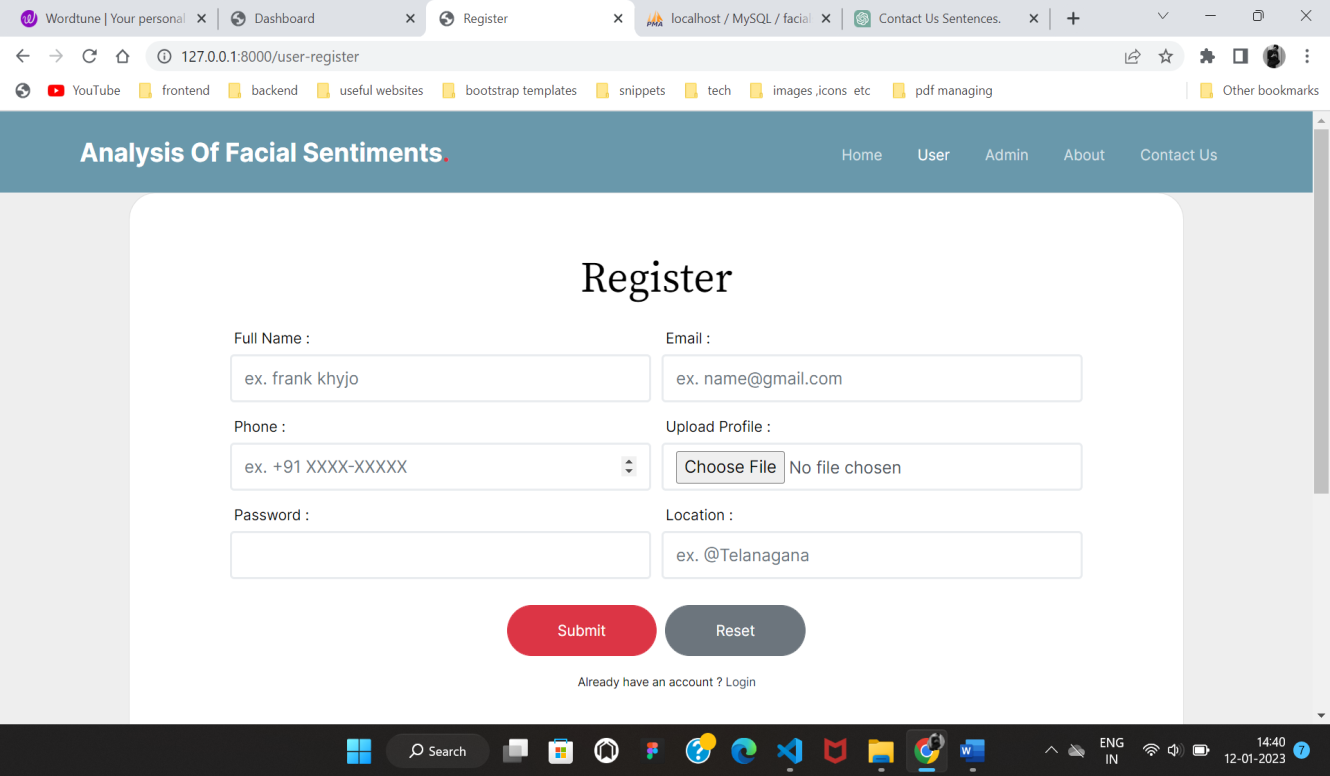 Wordtune | Your personal
Dashboard
Register
localhost / MySQL / facial
Contact Us Sentences.
127.0.0.1:8000/user-register
YouTube
frontend
backend
useful websites
bootstrap templates
snippets
tech
images ,icons etc
pdf managing
Other bookmarks
Analysis Of Facial Sentiments.
Home
User
Admin
About
Contact Us
Register
Full Name :
Email :
ex. frank khyjo
ex. name@gmail.com
Phone :
Upload Profile :
ex. +91 XXXX-XXXXX
Choose File No file chosen
Password :
Location :
ex. @Telanagana
Submit
Reset
Already have an account ? Login
Search
ENG
IN
14:40
12-01-2023
7